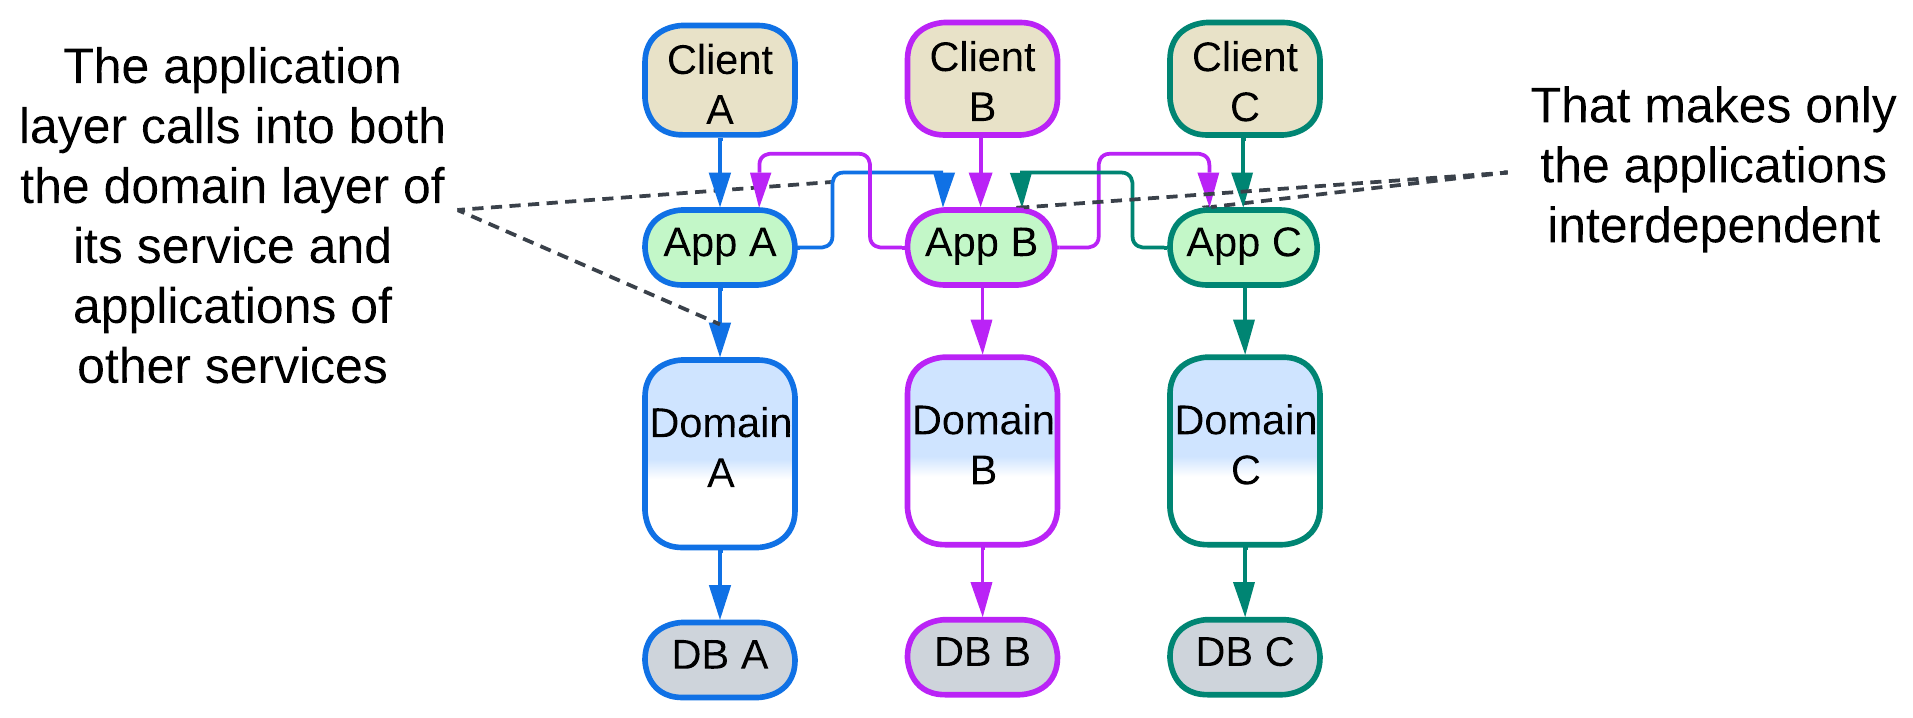 The application
layer calls into both
the domain layer of
its service and
applications of
other services
Client
A
Client
B
Client
C
That makes only
the applications
interdependent
App A
App B
App C
Domain
A
Domain
B
Domain
C
DB A
DB B
DB C